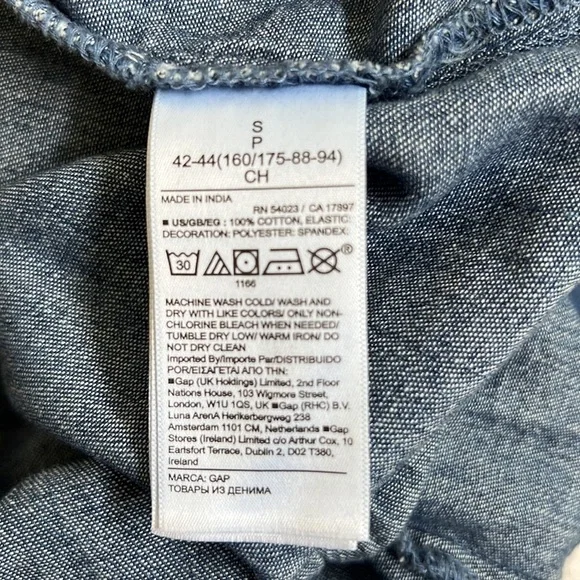 S
P
42-44(160/175-88-94)
CH
MADE IN INDIA
RN 54023 / CA 17897
■ US/GB/EG : 100% COTTON, ELASTIC
DECORATION: POLYESTER: SPANDEX:
30
®
1166
MACHINE WASH COLD/ WASH AND
DRY WITH LIKE COLORS/ ONLY NON-
CHLORINE BLEACH WHEN NEEDED/
TUMBLE DRY LOW/ WARM IRON/ DO
NOT DRY CLEAN
Imported By/Importe Par/DISTRIBUIDO
POR/ΕΙΣΑΓΕΤΑΙ ΑΠΟ ΤΗΝ:
■Gap (UK Holdings) Limited, 2nd Floor
Nations House, 103 Wigmore Street,
London, W1U 1QS, UK ■Gap (RHC) B.V.
Luna ArenA Herikerbergweg 238
Amsterdam 1101 CM, Netherlands ■Gap
Stores (Ireland) Limited c/o Arthur Cox, 10
Earlsfort Terrace, Dublin 2, D02 T380,
Ireland
MARCA: GAP
ТОВАРЫ ИЗ ДЕНИМА